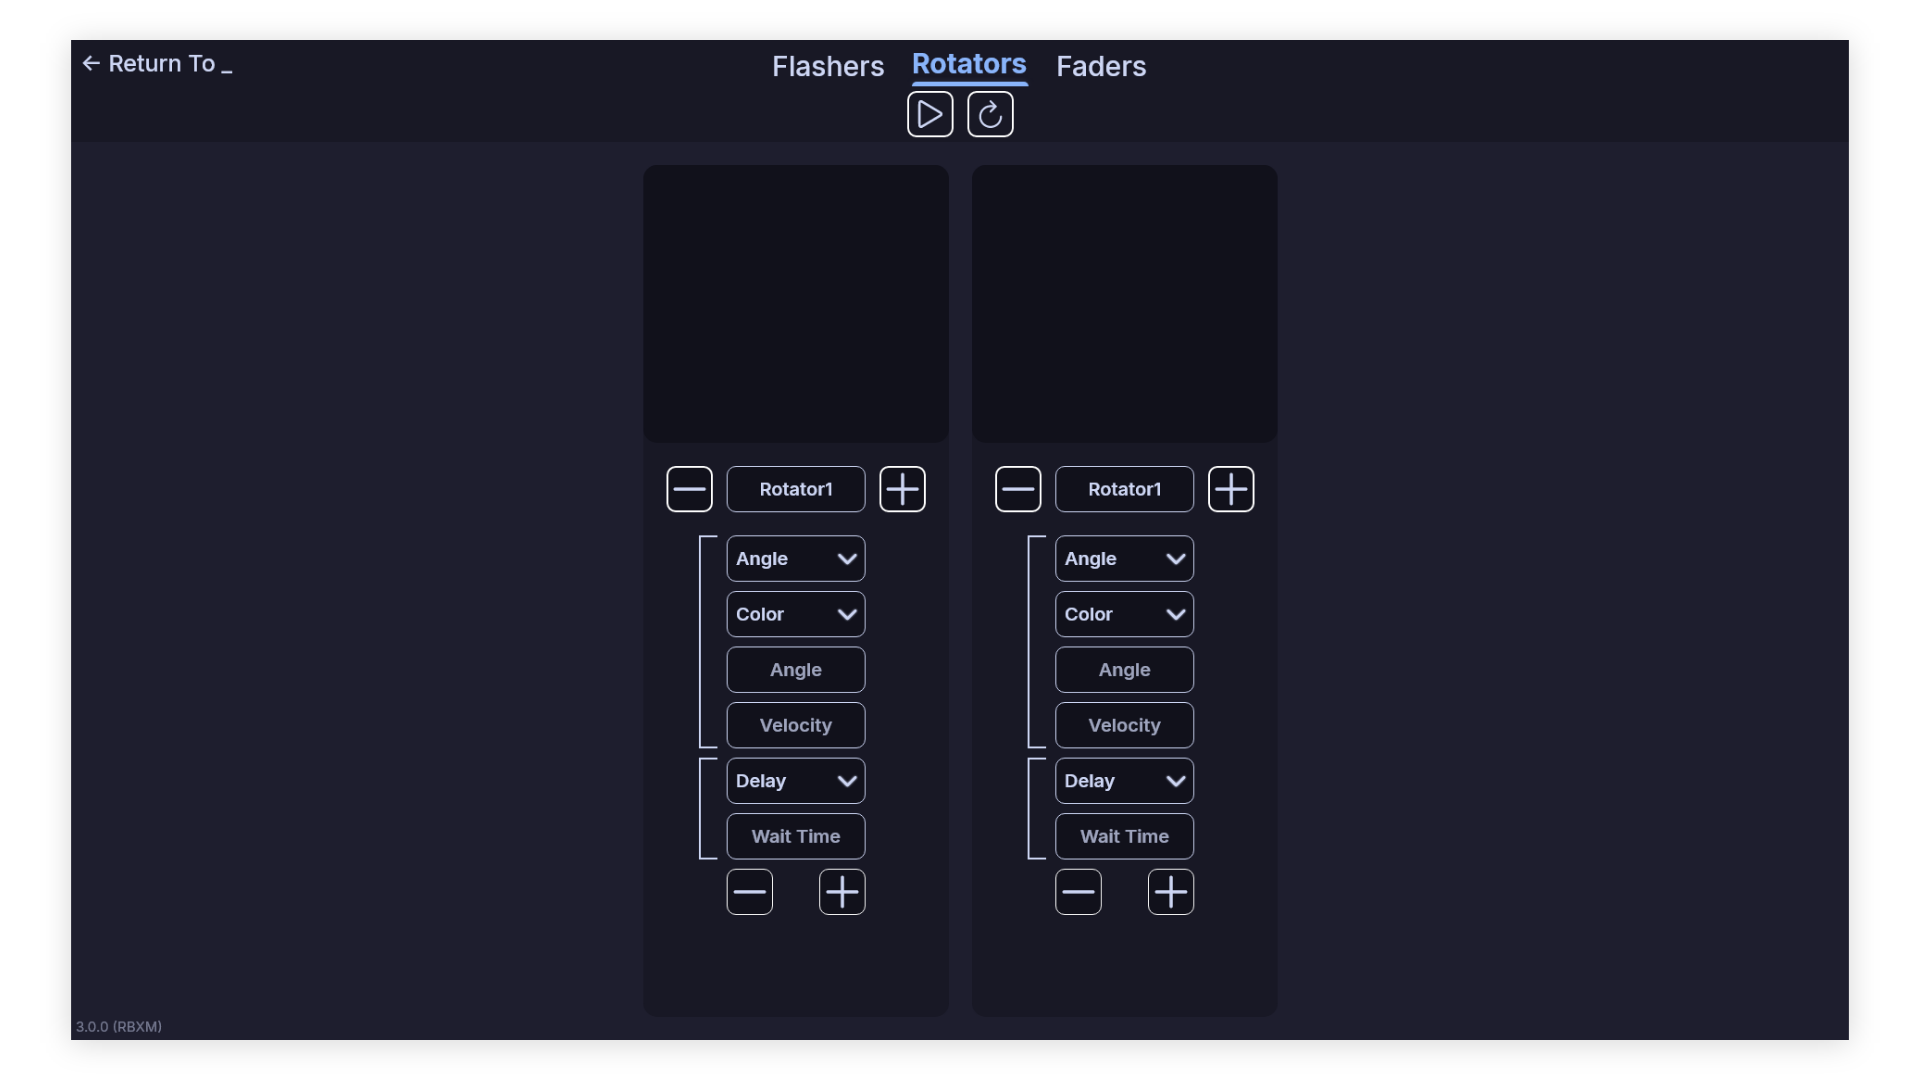 Return To _
Flashers Rotators Faders
Rotator1 Rotator1
Angle Angle
Color Color
Angle Angle
Velocity Velocity
Delay Delay
Wait Time Wait Time
3.0.0 (RBXM)